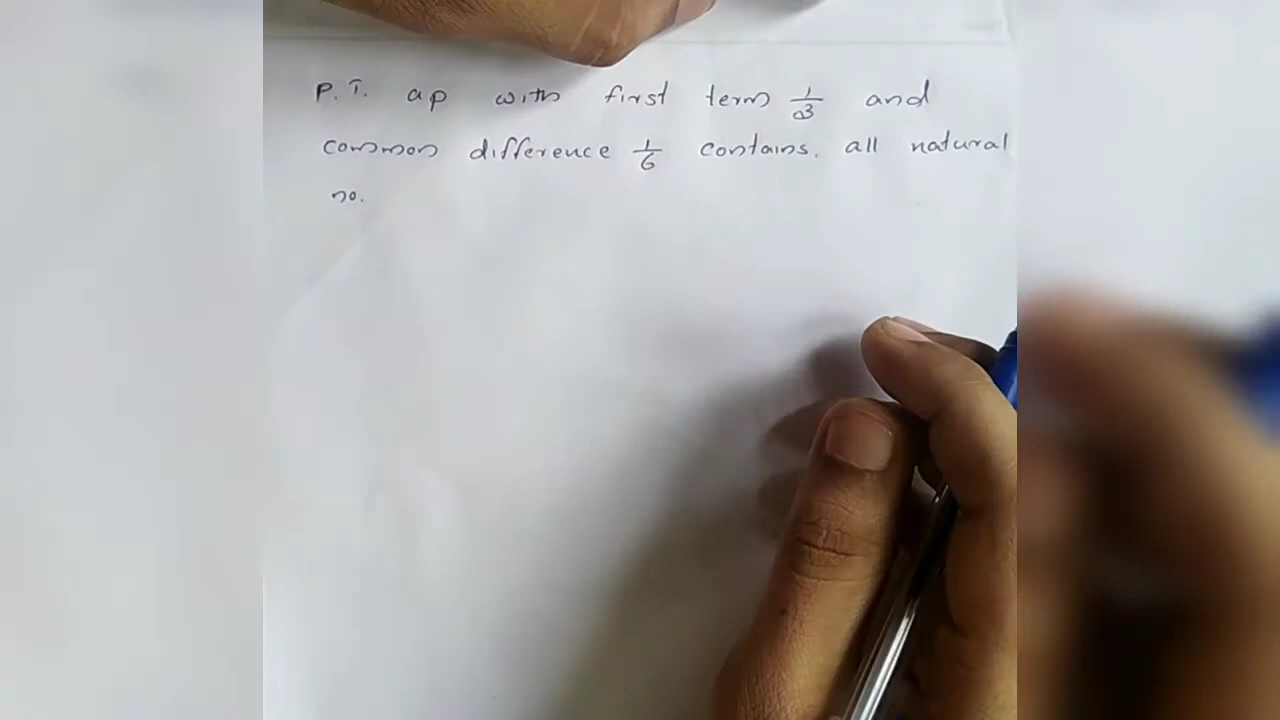 P.T. ap with first term 1/3 and
common difference 1/6 contains. all natural
no.